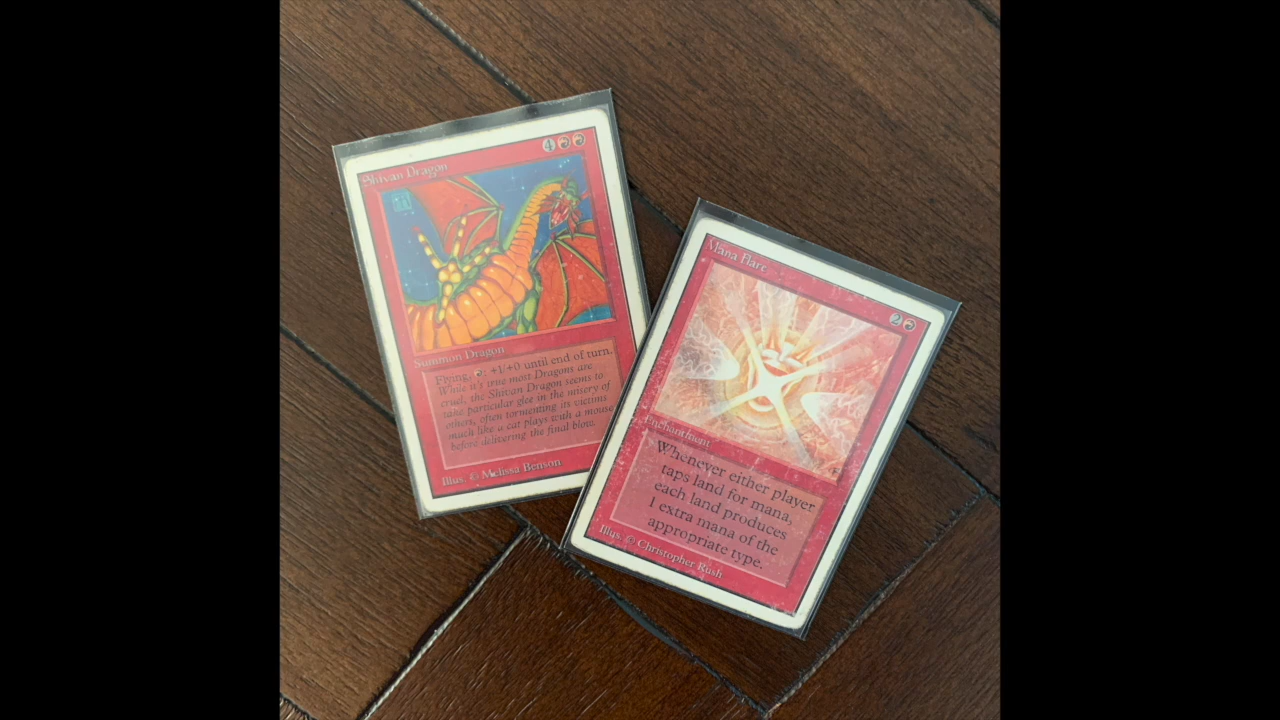 Shivan Dragon
4
Summon Dragon
Flying, : +1/+0 until end of turn.
While it's true most Dragons are
cruel, the Shivan Dragon seems to
take particular glee in the misery of
others, often tormenting its victims
much like a cat plays with a mouse
before delivering the final blow.
Illus. © Melissa Benson
Mana Flare
2
Enchantment
Whenever either player
taps land for mana,
each land produces
1 extra mana of the
appropriate type.
Illus. © Christopher Rush